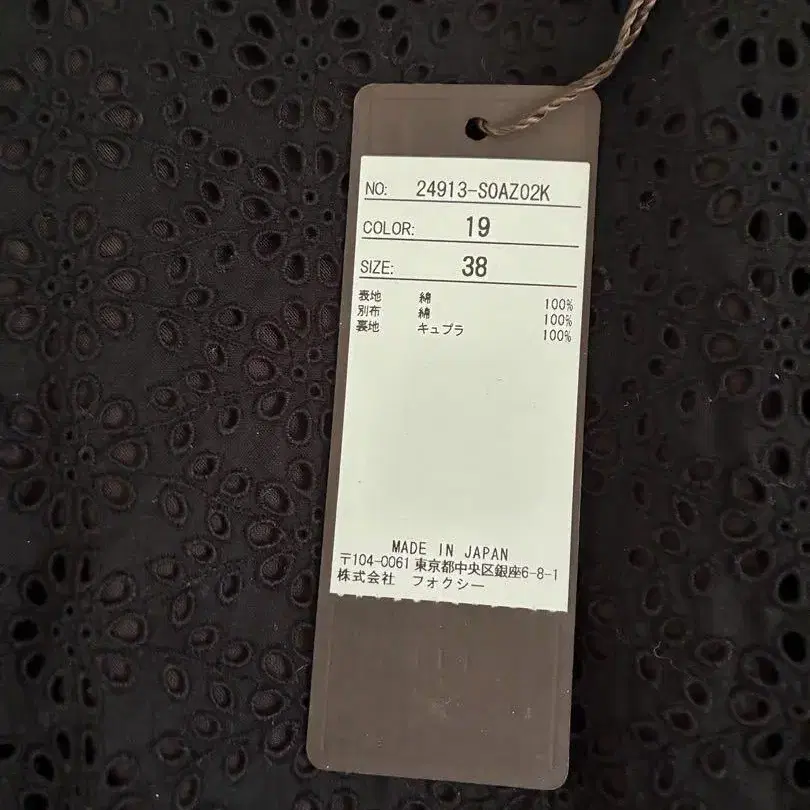 NO: 24913-SOAZ02K
COLOR: 19
SIZE: 38
表地 綿 100%
別布 綿 100%
裏地 キュプラ 100%
MADE IN JAPAN
〒104-0061 東京都中央区銀座6-8-1
株式会社 フォクシー